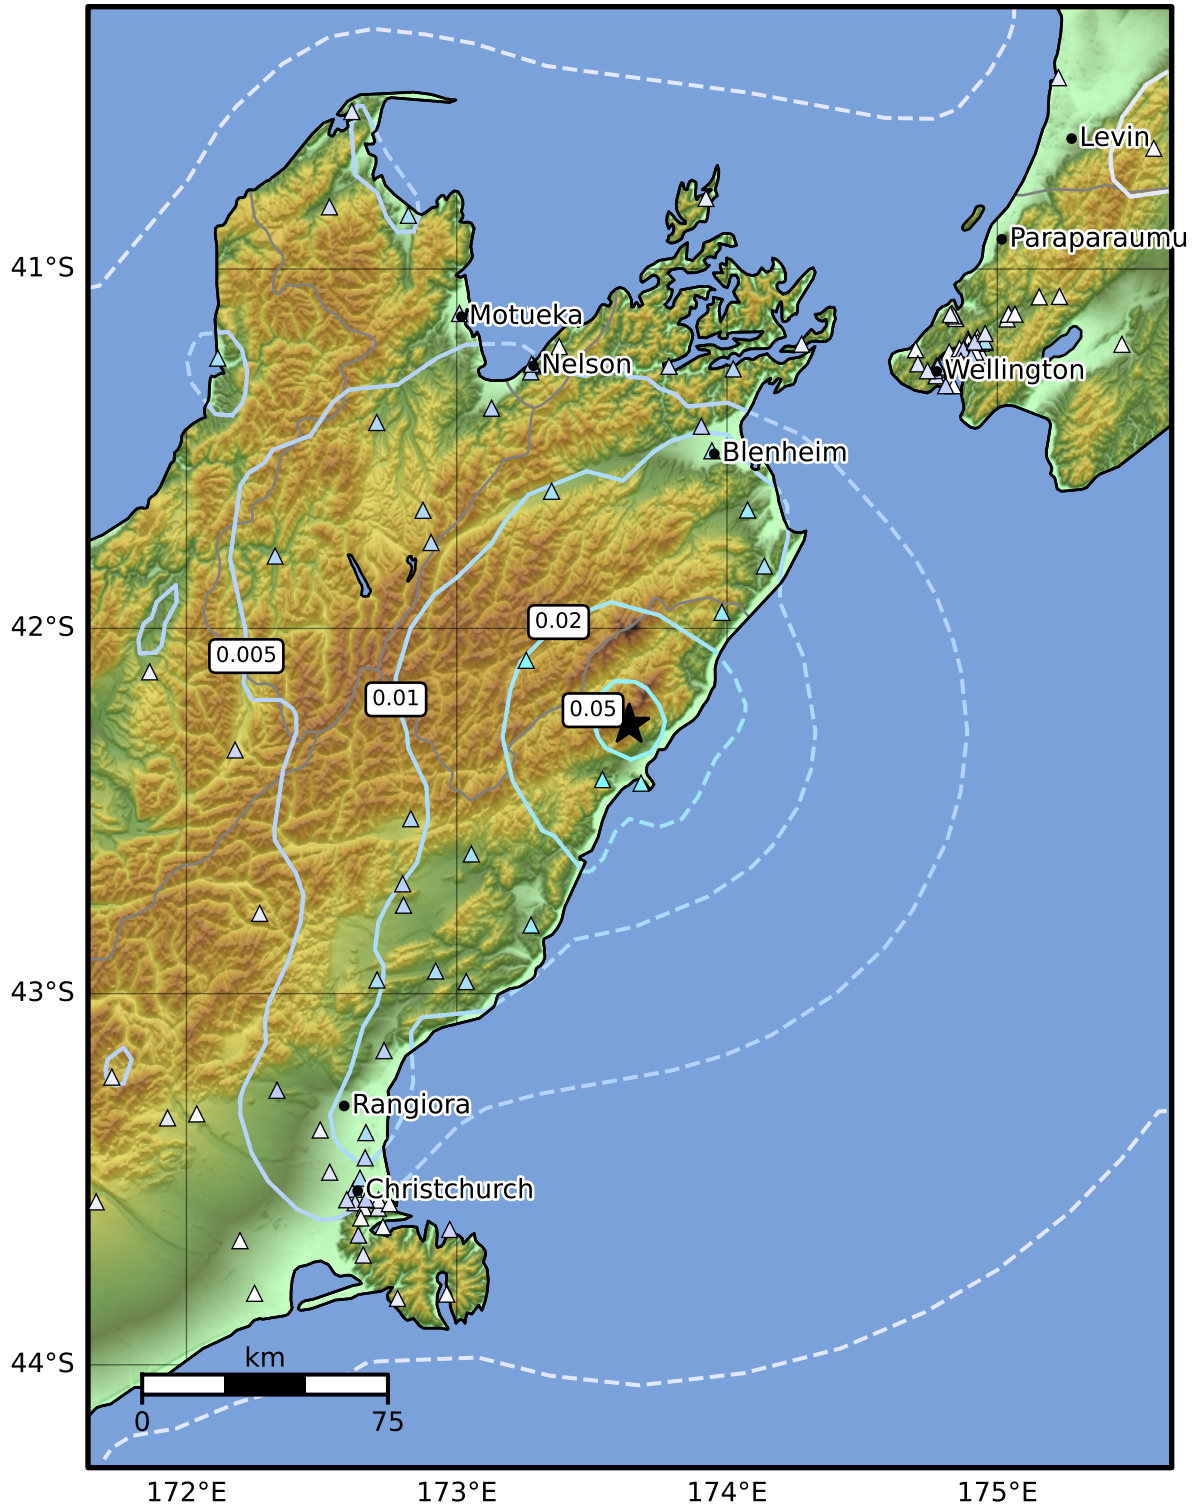 Levin
Paraparaumu
41°S
Motueka
Nelson
Wellington
Blenheim
0.02
42°S
0.005
0.01
0.05
43°S
Rangiora
Christchurch
44°S
km
0
75
172°E
173°E
174°E
175°E